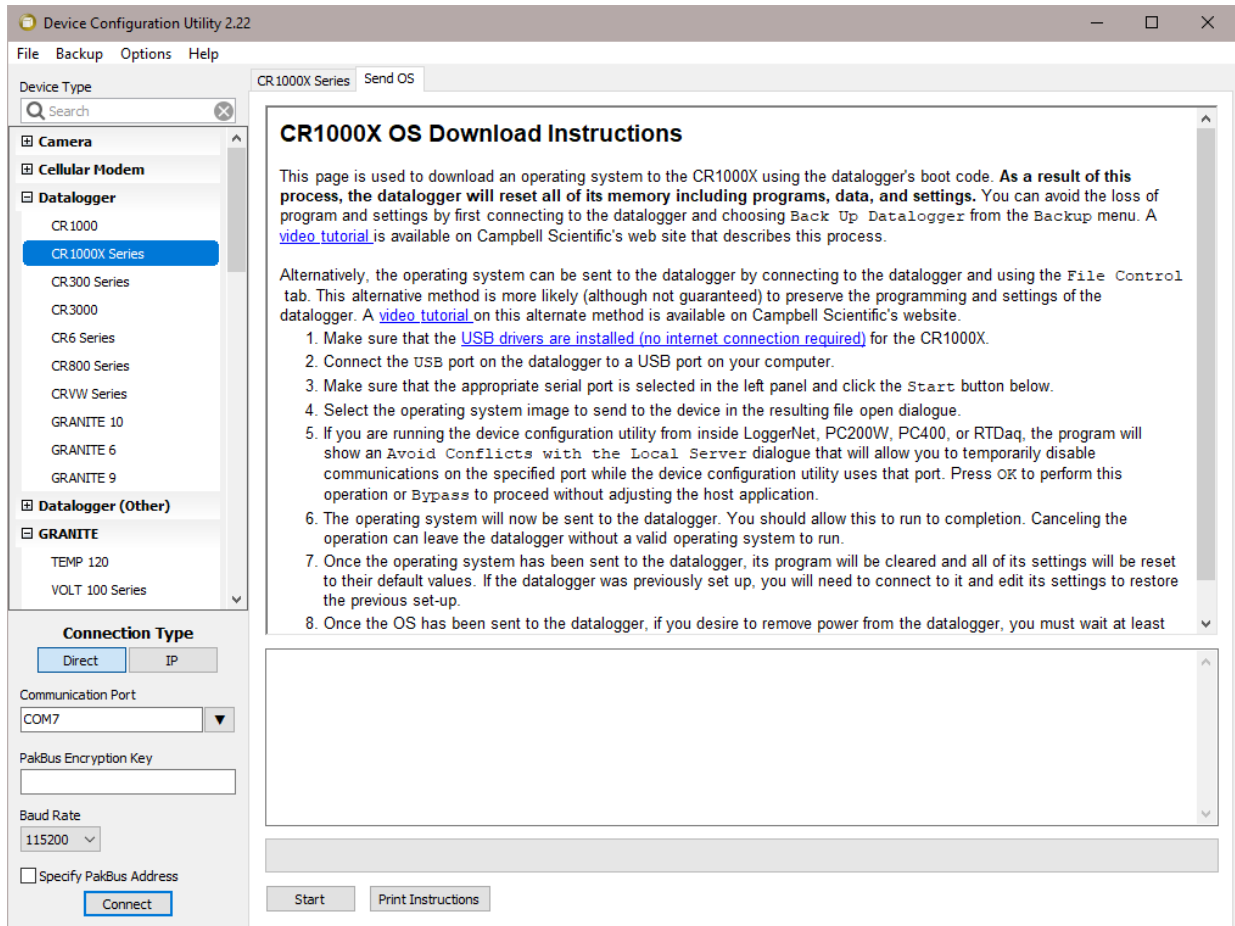 Device Configuration Utility 2.22
File Backup Options Help
Device Type
Search
Camera
Cellular Modem
Datalogger
CR1000
CR1000X Series
CR300 Series
CR3000
CR6 Series
CR800 Series
CRVW Series
GRANITE 10
GRANITE 6
GRANITE 9
Datalogger (Other)
GRANITE
TEMP 120
VOLT 100 Series
Connection Type
Direct IP
Communication Port
COM7
PakBus Encryption Key
Baud Rate
115200
Specify PakBus Address
Connect
CR1000X Series Send OS
CR1000X OS Download Instructions
This page is used to download an operating system to the CR1000X using the datalogger's boot code. As a result of this
process, the datalogger will reset all of its memory including programs, data, and settings. You can avoid the loss of
program and settings by first connecting to the datalogger and choosing Back Up Datalogger from the Backup menu. A
video tutorial is available on Campbell Scientific's web site that describes this process.
Alternatively, the operating system can be sent to the datalogger by connecting to the datalogger and using the File Control
tab. This alternative method is more likely (although not guaranteed) to preserve the programming and settings of the
datalogger. A video tutorial on this alternate method is available on Campbell Scientific's website.
1. Make sure that the USB drivers are installed (no internet connection required) for the CR1000X.
2. Connect the USB port on the datalogger to a USB port on your computer.
3. Make sure that the appropriate serial port is selected in the left panel and click the Start button below.
4. Select the operating system image to send to the device in the resulting file open dialogue.
5. If you are running the device configuration utility from inside LoggerNet, PC200W, PC400, or RTDaq, the program will
show an Avoid Conflicts with the Local Server dialogue that will allow you to temporarily disable
communications on the specified port while the device configuration utility uses that port. Press OK to perform this
operation or Bypass to proceed without adjusting the host application.
6. The operating system will now be sent to the datalogger. You should allow this to run to completion. Canceling the
operation can leave the datalogger without a valid operating system to run.
7. Once the operating system has been sent to the datalogger, its program will be cleared and all of its settings will be reset
to their default values. If the datalogger was previously set up, you will need to connect to it and edit its settings to restore
the previous set-up.
8. Once the OS has been sent to the datalogger, if you desire to remove power from the datalogger, you must wait at least
Start Print Instructions